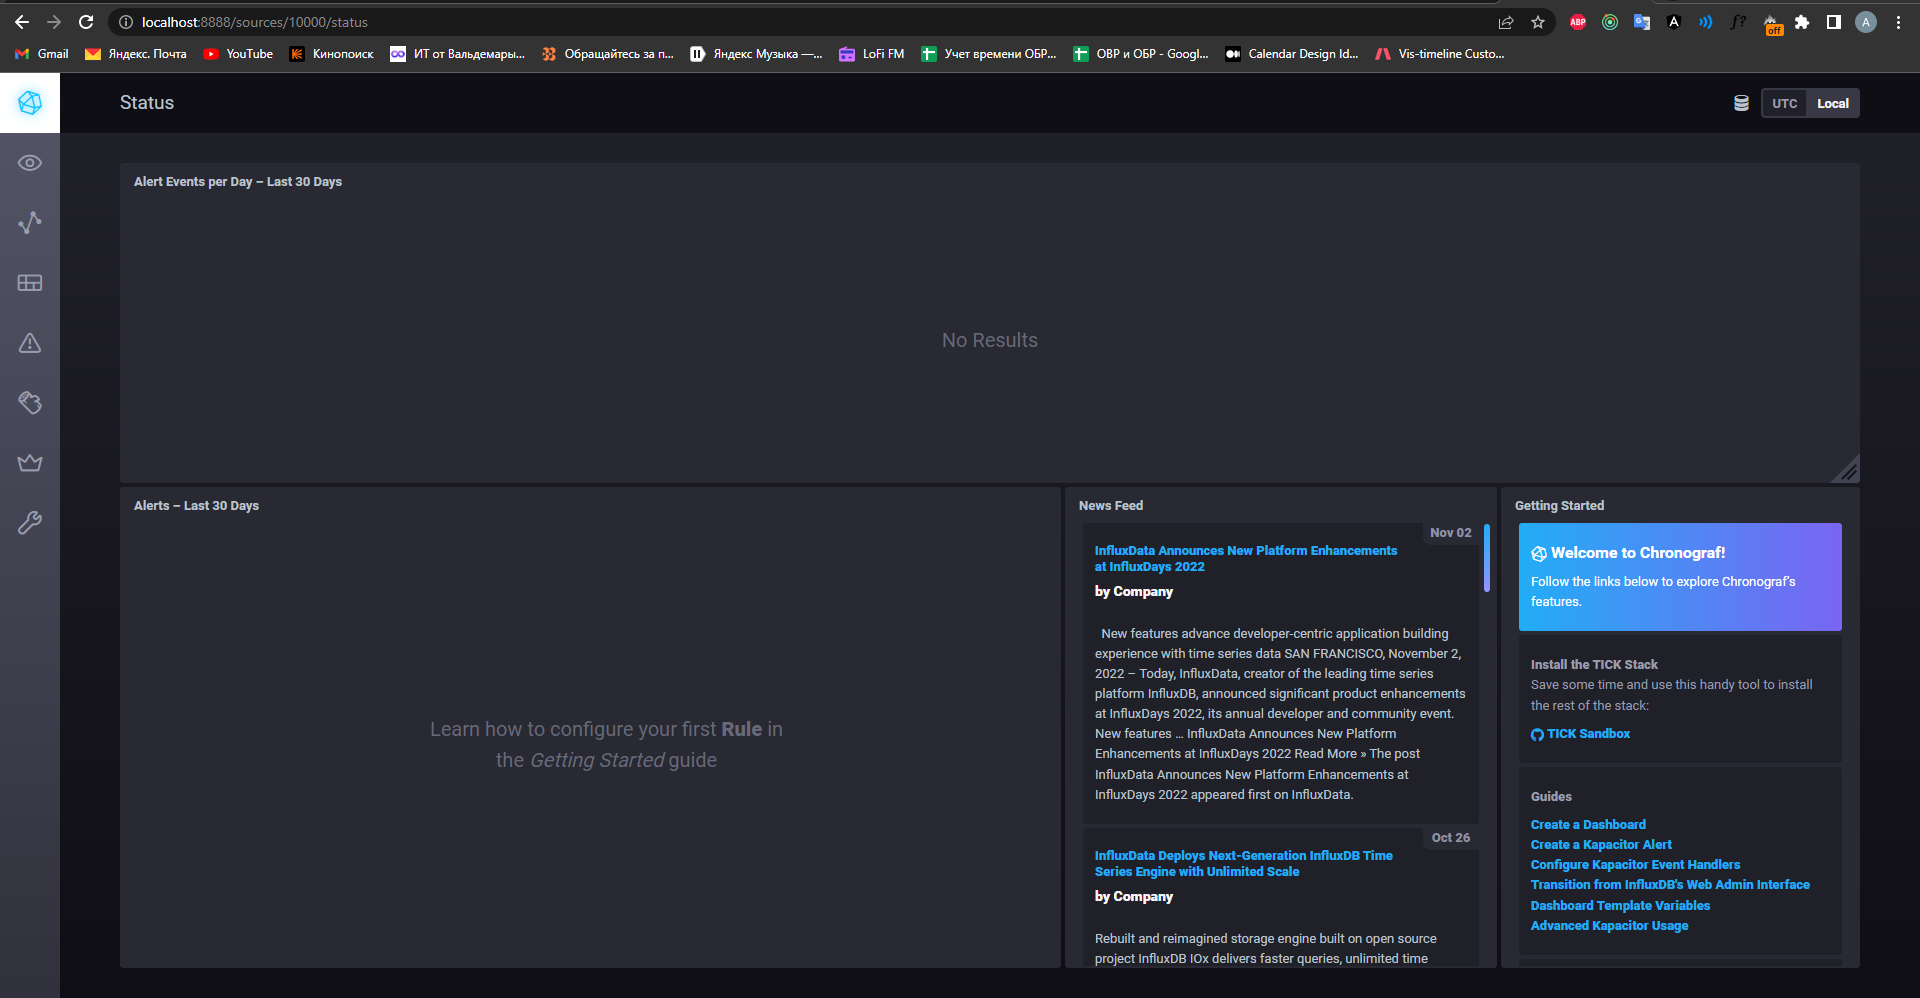 localhost:8888/sources/10000/status
ABP
A
off
A
Gmail
Яндекс. Почта
YouTube
Кинопоиск
ИТ от Вальдемары...
Обращайтесь за п...
Яндекс Музыка —...
LoFi FM
Учет времени ОБР...
ОВР и ОБР - Googl...
Calendar Design Id...
Vis-timeline Custo...
Status
UTC
Local
Alert Events per Day – Last 30 Days
No Results
Alerts – Last 30 Days
Learn how to configure your first Rule in
the Getting Started guide
News Feed
Nov 02
InfluxData Announces New Platform Enhancements
at InfluxDays 2022
by Company
New features advance developer-centric application building
experience with time series data SAN FRANCISCO, November 2,
2022 – Today, InfluxData, creator of the leading time series
platform InfluxDB, announced significant product enhancements
at InfluxDays 2022, its annual developer and community event.
New features ... InfluxData Announces New Platform
Enhancements at InfluxDays 2022 Read More » The post
InfluxData Announces New Platform Enhancements at
InfluxDays 2022 appeared first on InfluxData.
Oct 26
InfluxData Deploys Next-Generation InfluxDB Time
Series Engine with Unlimited Scale
by Company
Rebuilt and reimagined storage engine built on open source
project InfluxDB IOx delivers faster queries, unlimited time
Getting Started
Welcome to Chronograf!
Follow the links below to explore Chronograf's
features.
Install the TICK Stack
Save some time and use this handy tool to install
the rest of the stack:
TICK Sandbox
Guides
Create a Dashboard
Create a Kapacitor Alert
Configure Kapacitor Event Handlers
Transition from InfluxDB's Web Admin Interface
Dashboard Template Variables
Advanced Kapacitor Usage